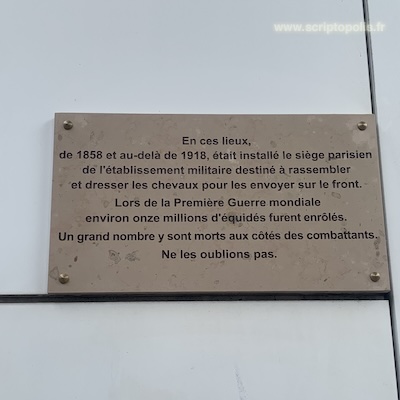 www.scriptopolis.fr
En ces lieux,
de 1858 et au-delà de 1918, était installé le siège parisien
de l'établissement militaire destiné à rassembler
et dresser les chevaux pour les envoyer sur le front.
Lors de la Première Guerre mondiale
environ onze millions d'équidés furent enrôlés.
Un grand nombre y sont morts aux côtés des combattants.
Ne les oublions pas.